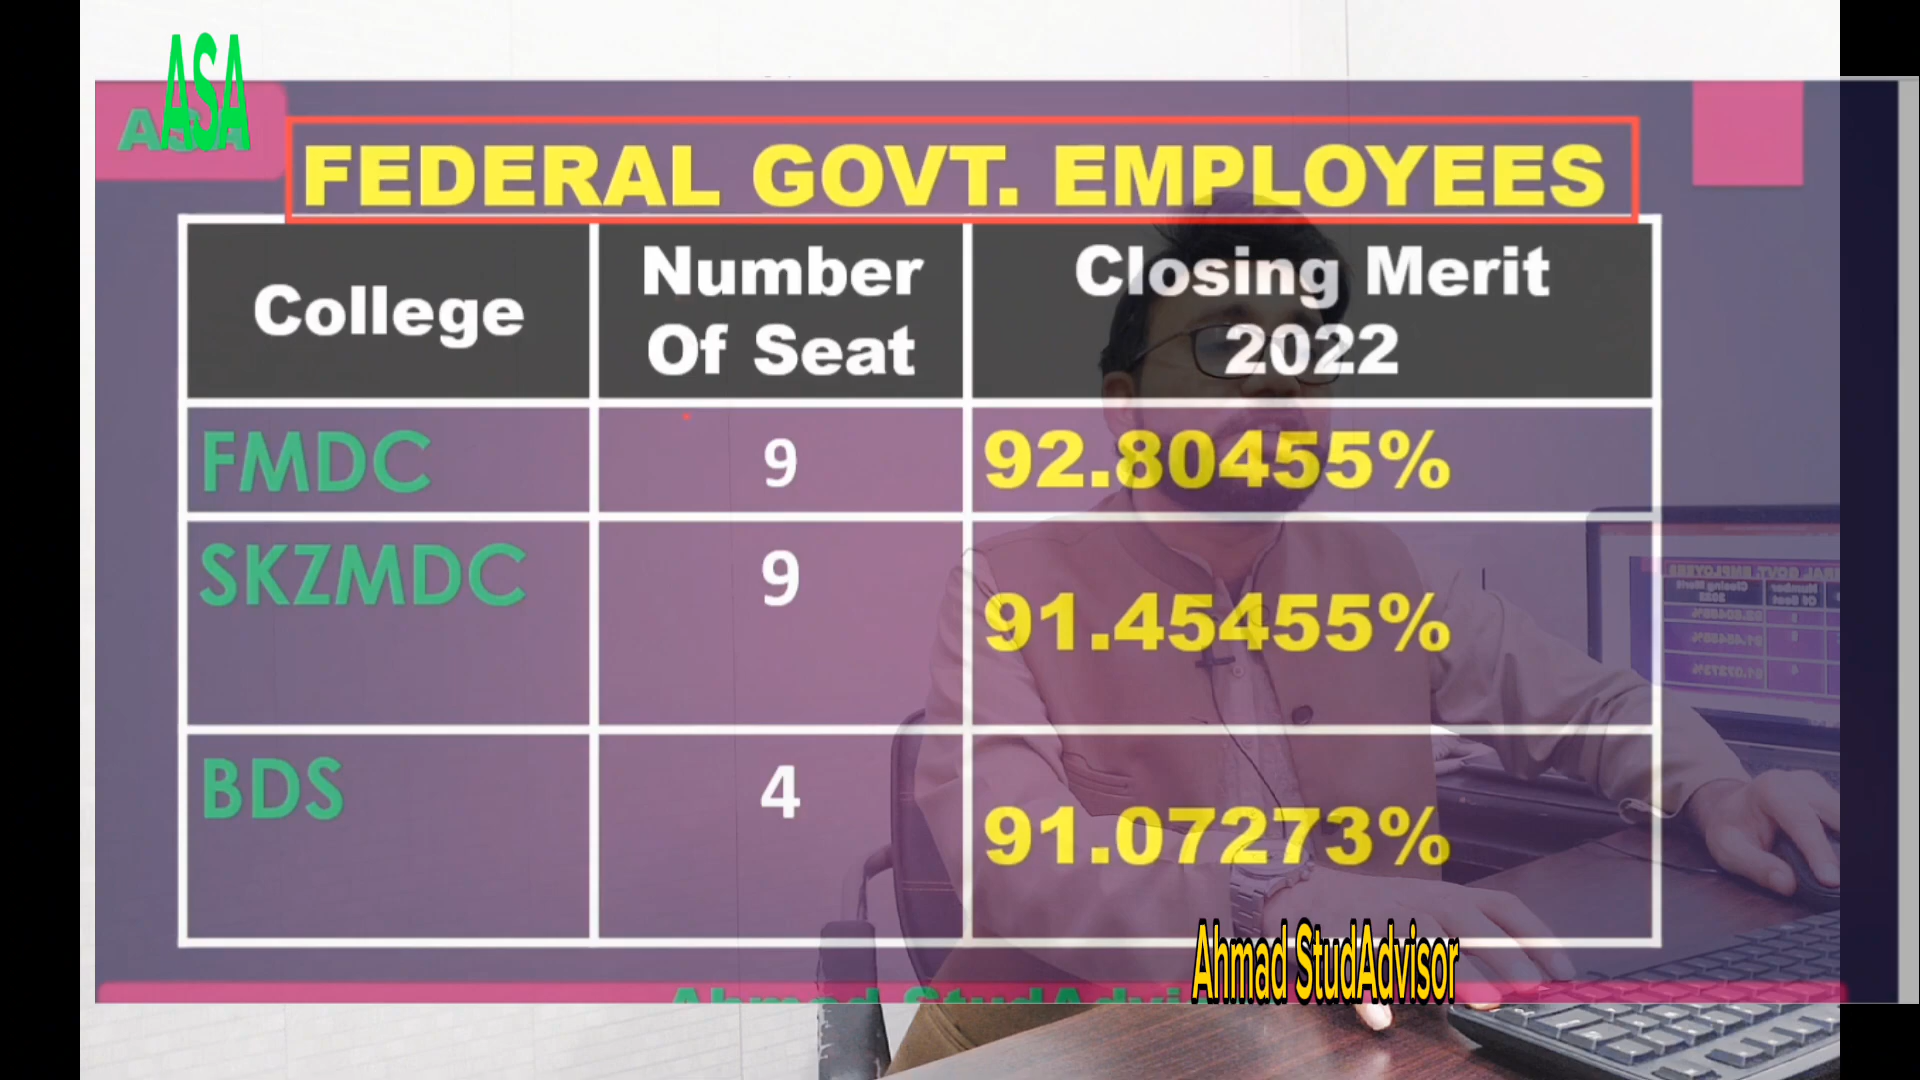 ASA
FEDERAL GOVT. EMPLOYEES
College
Number
Of Seat
Closing Merit
2022
FMDC
9
92.80455%
SKZMDC
9
91.45455%
BDS
4
91.07273%
Ahmad StudAdvisor